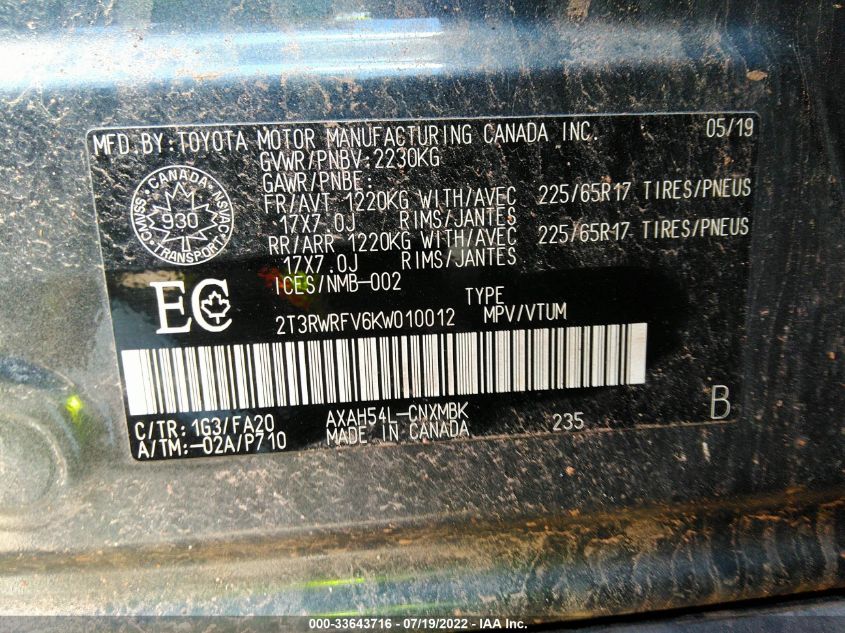 MFD.BY:TOYOTA MOTOR MANUFACTURING CANADA INC. 05/19
GVWR/PNBV:2230KG
GAWR/PNBE:
FR/AVT 1220KG WITH/AVEC 225/65R17 TIRES/PNEUS
17X7.0J RIMS/JANTES
RR/ARR 1220KG WITH/AVEC 225/65R17 TIRES/PNEUS
17X7.0J RIMS/JANTES
ICES/NMB-002
CANADA
CMVSS NSVAC
930
TRANSPORT
EC
TYPE
2T3RWRFV6KW010012 MPV/VTUM
C/TR: 1G3/FA20 AXAH54L-CNXMBK 235 B
A/TM:-02A/P710 MADE IN CANADA
000-33643716 - 07/19/2022 - IAA Inc.